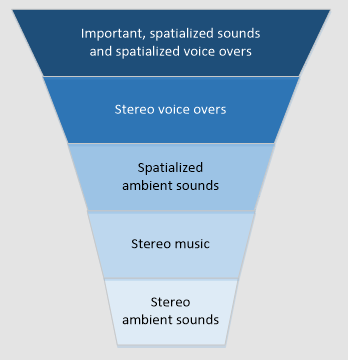 Important, spatialized sounds
and spatialized voice overs
Stereo voice overs
Spatialized
ambient sounds
Stereo music
Stereo
ambient sounds